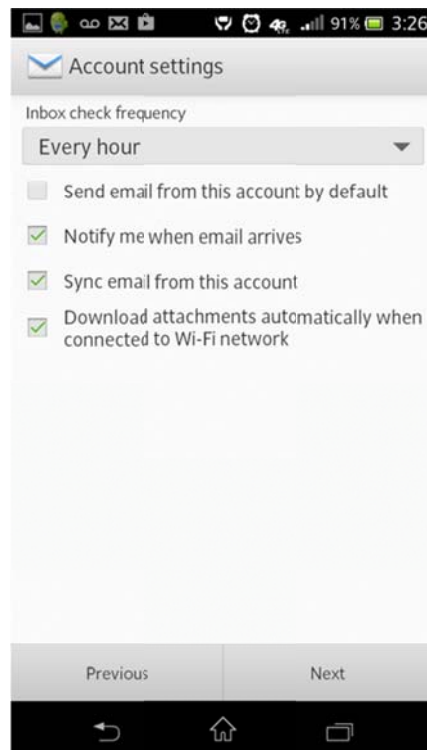 4G LTE 91% 3:26
Account settings
Inbox check frequency
Every hour
Send email from this account by default
Notify me when email arrives
Sync email from this account
Download attachments automatically when
connected to Wi-Fi network
Previous Next